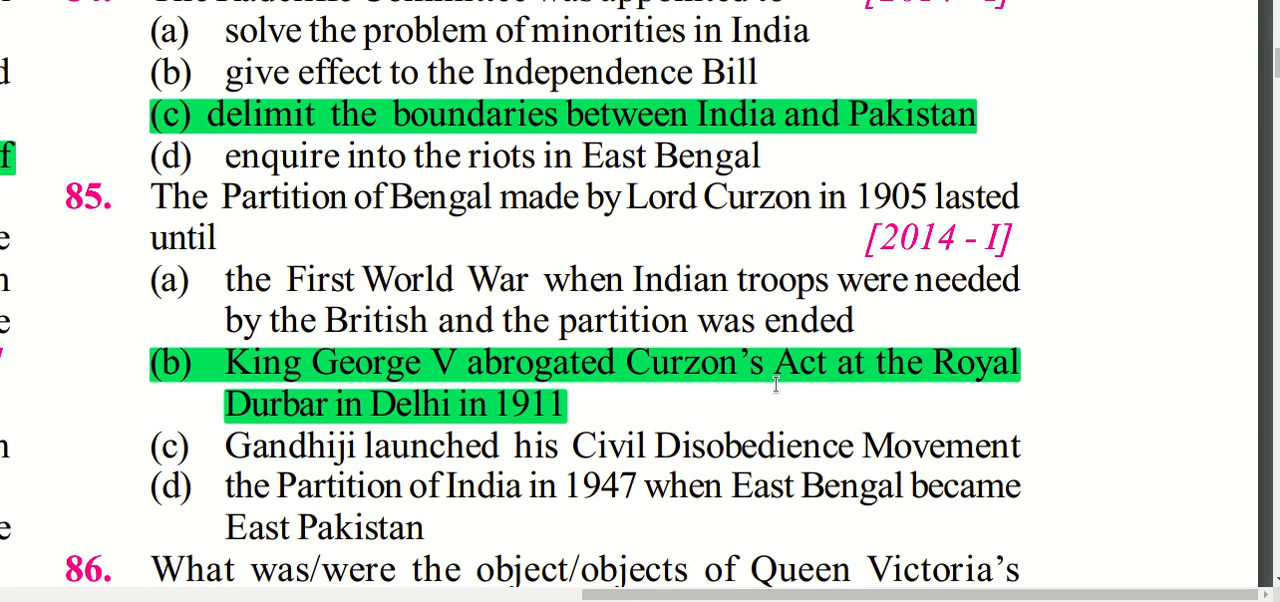 (a) solve the problem of minorities in India
(b) give effect to the Independence Bill
(c) delimit the boundaries between India and Pakistan
(d) enquire into the riots in East Bengal
85. The Partition of Bengal made by Lord Curzon in 1905 lasted
until [2014 - I]
(a) the First World War when Indian troops were needed
by the British and the partition was ended
(b) King George V abrogated Curzon's Act at the Royal
Durbar in Delhi in 1911
(c) Gandhiji launched his Civil Disobedience Movement
(d) the Partition of India in 1947 when East Bengal became
East Pakistan
86. What was/were the object/objects of Queen Victoria's